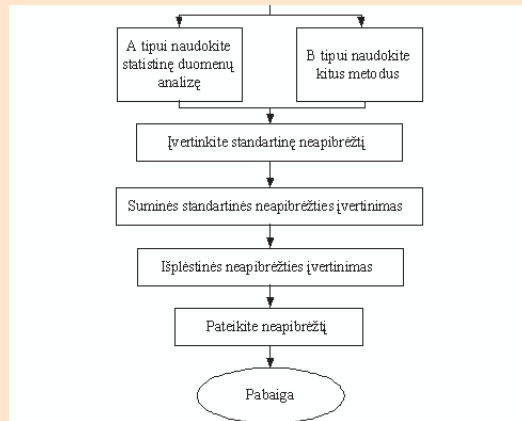 A tipui naudokite
statistinę duomenų
analizę
B tipui naudokite
kitus metodus
Įvertinkite standartinę neapibrėžtį
Suminės standartinės neapibrėžties įvertinimas
Išplėstinės neapibrėžties įvertinimas
Pateikite neapibrėžtį
Pabaiga